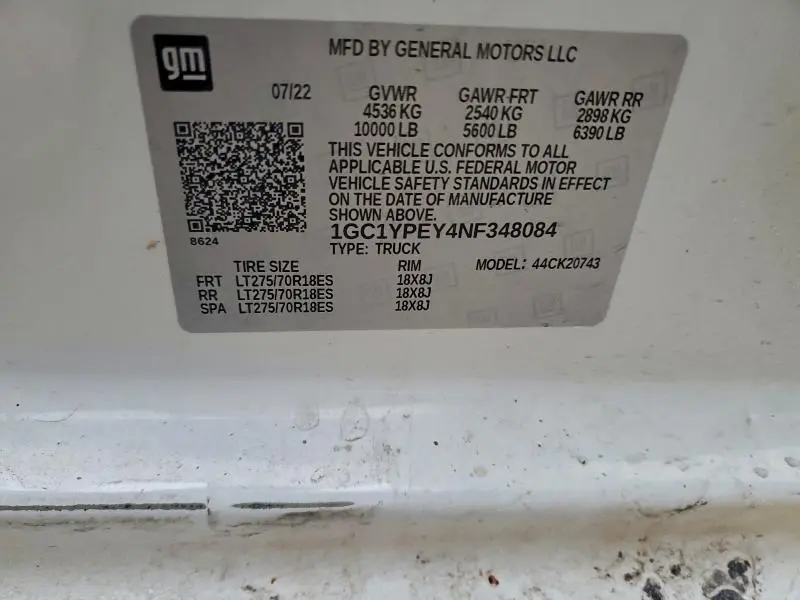 gm
MFD BY GENERAL MOTORS LLC
07/22 GVWR GAWR FRT GAWR RR
4536 KG 2540 KG 2898 KG
10000 LB 5600 LB 6390 LB
THIS VEHICLE CONFORMS TO ALL
APPLICABLE U.S. FEDERAL MOTOR
VEHICLE SAFETY STANDARDS IN EFFECT
ON THE DATE OF MANUFACTURE
SHOWN ABOVE.
8624
1GC1YPEY4NF348084
TYPE: TRUCK
TIRE SIZE RIM MODEL: 44CK20743
FRT LT275/70R18ES 18X8J
RR LT275/70R18ES 18X8J
SPA LT275/70R18ES 18X8J